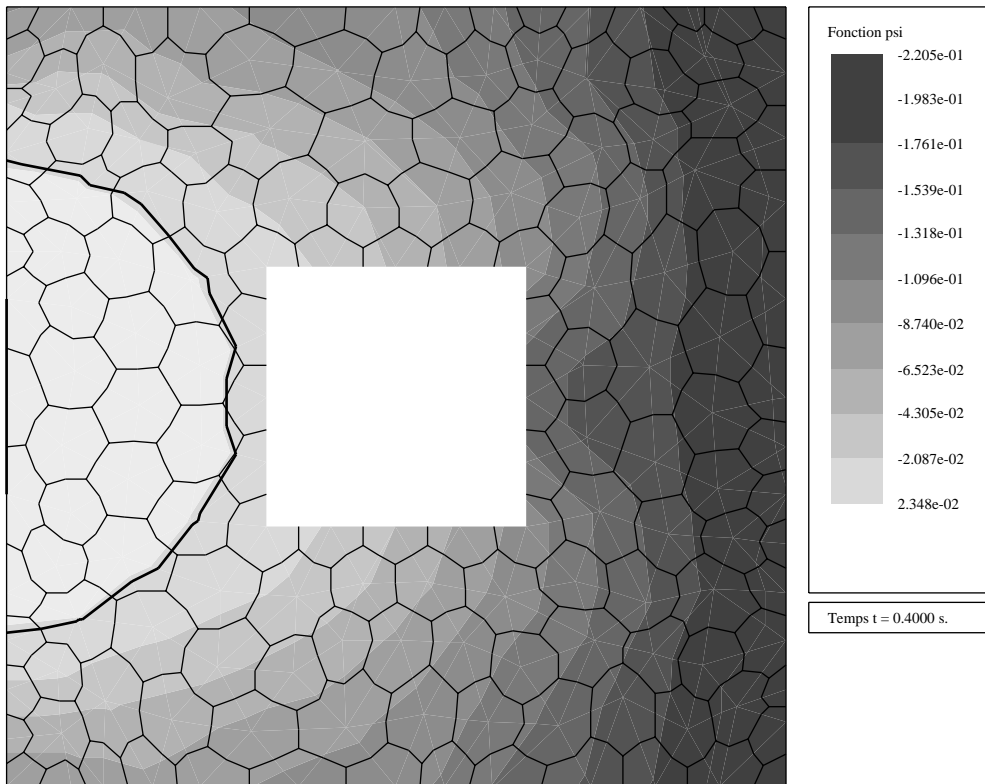 Fonction psi
-2.205e-01
-1.983e-01
-1.761e-01
-1.539e-01
-1.318e-01
-1.096e-01
-8.740e-02
-6.523e-02
-4.305e-02
-2.087e-02
2.348e-02
Temps t = 0.4000 s.